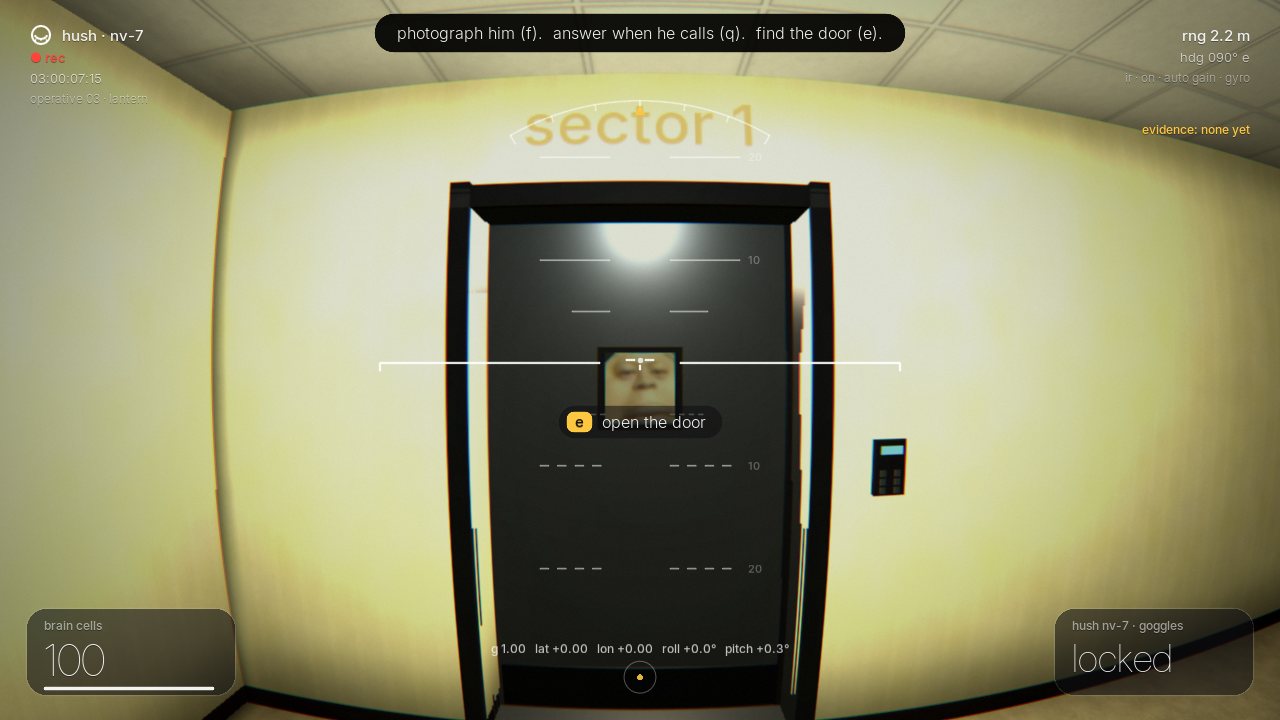 photograph him (f). answer when he calls (q). find the door (e).
hush · nv-7
rec
03:00:07:15
operative 03 · lantern
rng 2.2 m
hdg 090° e
ir · on · auto gain · gyro
evidence: none yet
sector 1
20
10
e open the door
10
20
g 1.00 lat +0.00 lon +0.00 roll +0.0° pitch +0.3°
brain cells
100
hush nv-7 · goggles
locked